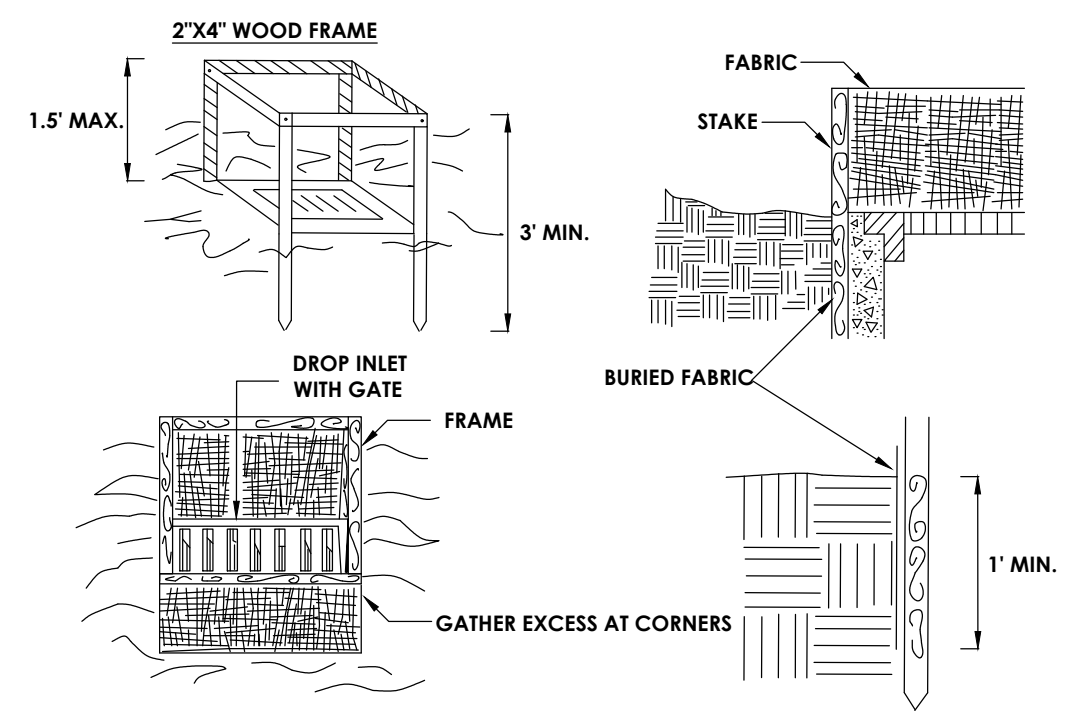 2"X4" WOOD FRAME
1.5' MAX.
3' MIN.
FABRIC
STAKE
BURIED FABRIC
DROP INLET
WITH GATE
FRAME
GATHER EXCESS AT CORNERS
1' MIN.